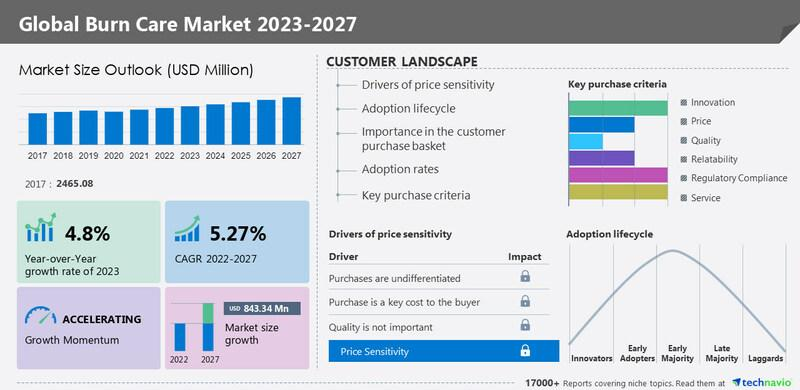 Global Burn Care Market 2023-2027
Market Size Outlook (USD Million)
2017 2018 2019 2020 2021 2022 2023 2024 2025 2026 2027
2017 : 2465.08
4.8%
Year-over-Year
growth rate of 2023
5.27%
CAGR 2022-2027
ACCELERATING
Growth Momentum
USD 843.34 Mn
Market size
growth
2022 2027
CUSTOMER LANDSCAPE
Drivers of price sensitivity
Adoption lifecycle
Importance in the customer
purchase basket
Adoption rates
Key purchase criteria
Key purchase criteria
Innovation
Price
Quality
Relatability
Regulatory Compliance
Service
Drivers of price sensitivity
Driver Impact
Purchases are undifferentiated
Purchase is a key cost to the buyer
Quality is not important
Price Sensitivity
Adoption lifecycle
Innovators
Early
Adopters
Early
Majority
Late
Majority
Laggards
17000+ Reports covering niche topics. Read them at technavio